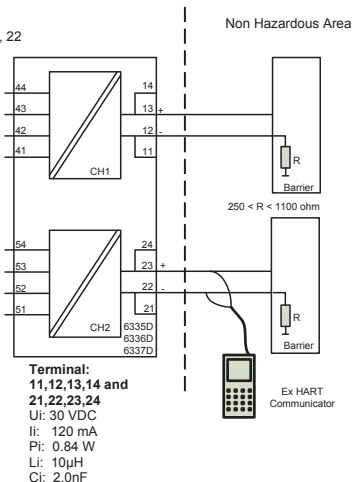 Non Hazardous Area
, 22
44
14
43
13 +
42
12 -
41
11
CH1
R
Barrier
250 < R < 1100 ohm
54
24
53
23 +
52
22 -
51
21
CH2
6335D
6336D
6337D
R
Barrier
Terminal:
11,12,13,14 and
21,22,23,24
Ui: 30 VDC
Ii: 120 mA
Pi: 0.84 W
Li: 10µH
Ci: 2.0nF
Ex HART
Communicator